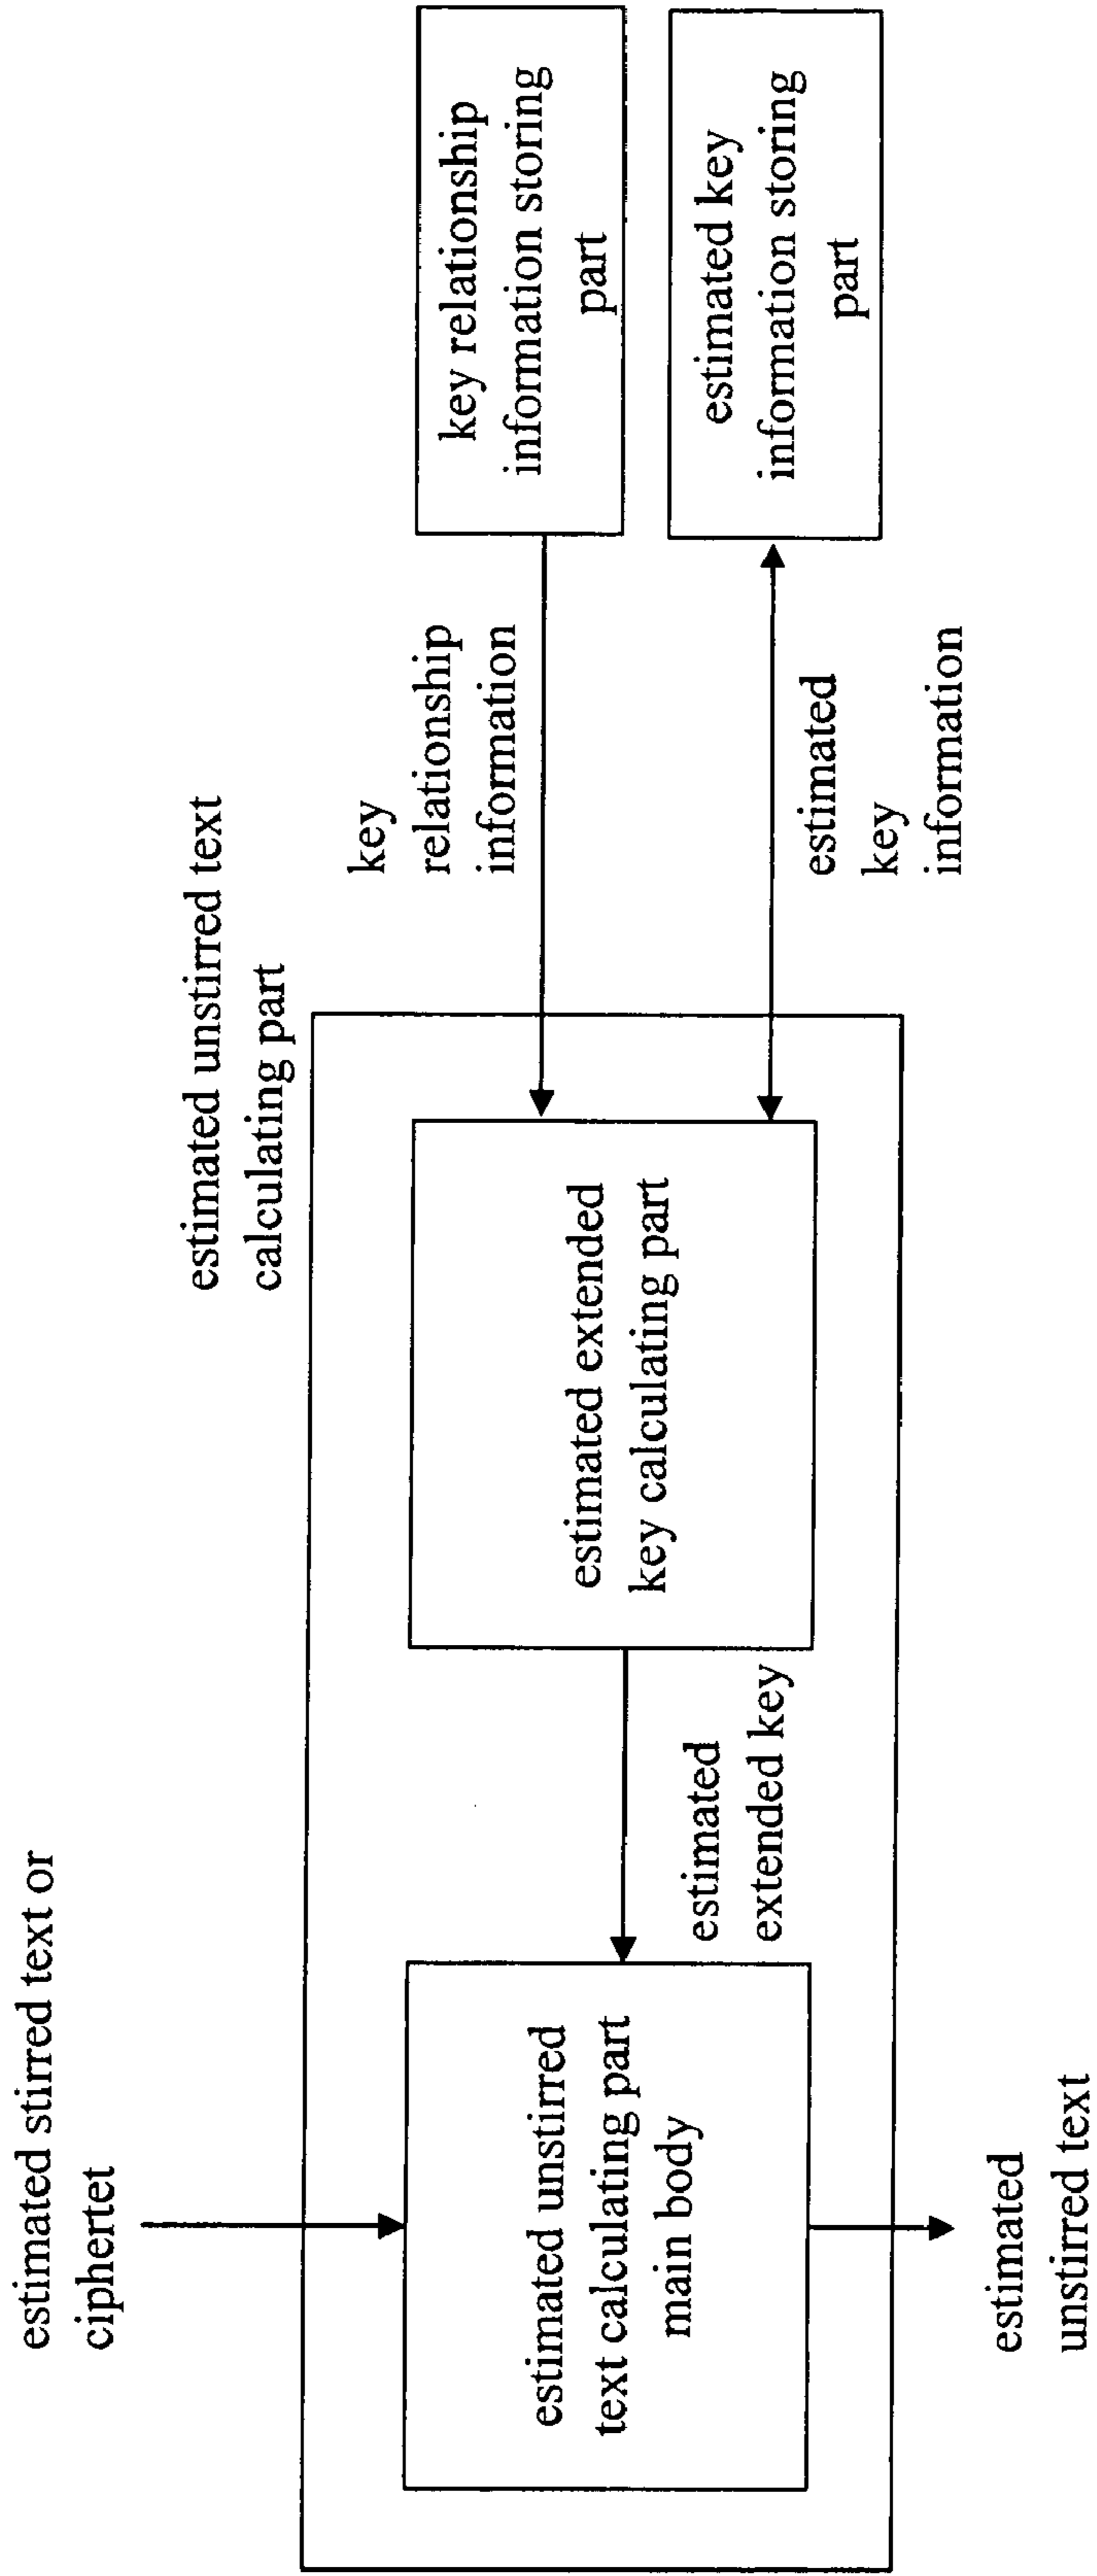 estimated stirred text or
ciphertet
estimated unstirred text
calculating part
estimated unstirred
text calculating part
main body
estimated
extended key
estimated extended
key calculating part
key
relationship
information
key relationship
information storing
part
estimated
key
information
estimated key
information storing
part
estimated
unstirred text